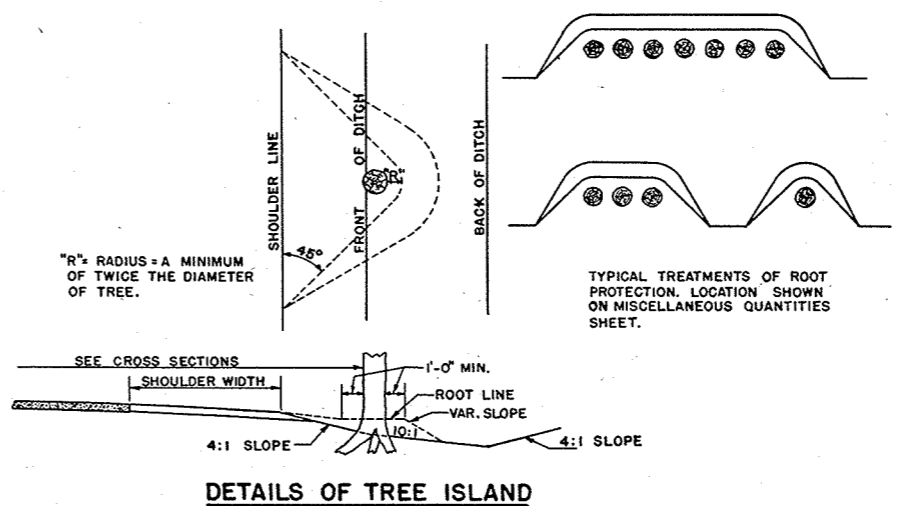 SHOULDER LINE
FRONT OF DITCH
BACK OF DITCH
"R"
45°
"R"= RADIUS = A MINIMUM
OF TWICE THE DIAMETER
OF TREE.
TYPICAL TREATMENTS OF ROOT
PROTECTION. LOCATION SHOWN
ON MISCELLANEOUS QUANTITIES
SHEET.
SEE CROSS SECTIONS
SHOULDER WIDTH
1'-0" MIN.
ROOT LINE
VAR. SLOPE
10:1
4:1 SLOPE
4:1 SLOPE
DETAILS OF TREE ISLAND